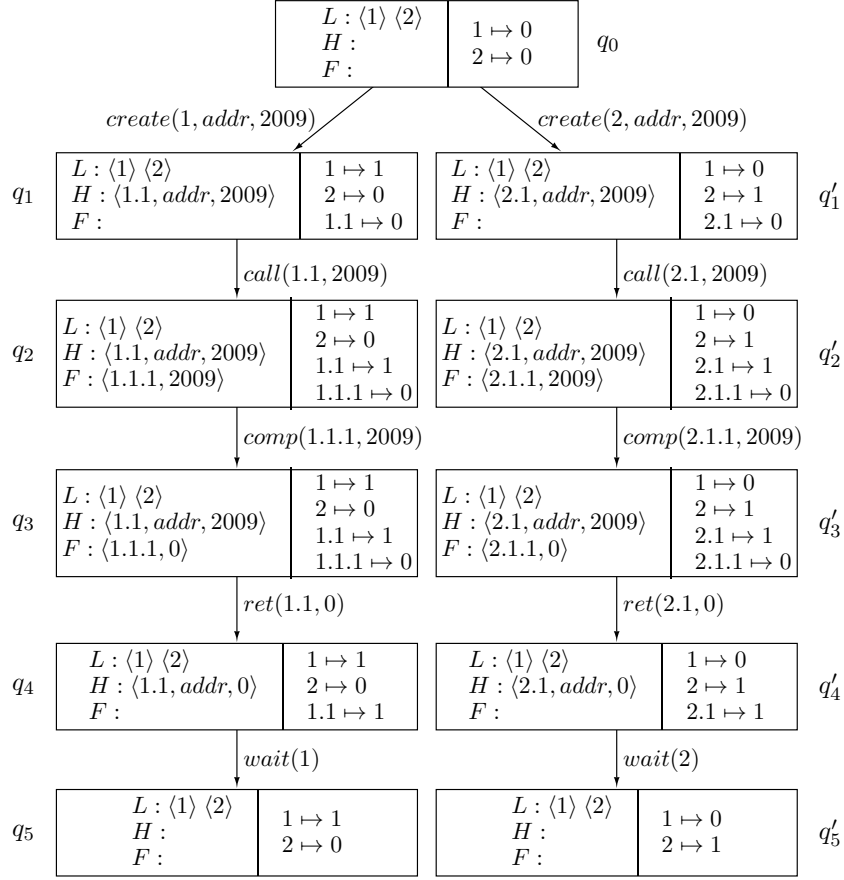 L : ⟨1⟩ ⟨2⟩
H :
F :
1 ↦ 0
2 ↦ 0
q₀
create(1, addr, 2009)
create(2, addr, 2009)
q₁
L : ⟨1⟩ ⟨2⟩
H : ⟨1.1, addr, 2009⟩
F :
1 ↦ 1
2 ↦ 0
1.1 ↦ 0
L : ⟨1⟩ ⟨2⟩
H : ⟨2.1, addr, 2009⟩
F :
1 ↦ 0
2 ↦ 1
2.1 ↦ 0
q′₁
call(1.1, 2009)
call(2.1, 2009)
q₂
L : ⟨1⟩ ⟨2⟩
H : ⟨1.1, addr, 2009⟩
F : ⟨1.1.1, 2009⟩
1 ↦ 1
2 ↦ 0
1.1 ↦ 1
1.1.1 ↦ 0
L : ⟨1⟩ ⟨2⟩
H : ⟨2.1, addr, 2009⟩
F : ⟨2.1.1, 2009⟩
1 ↦ 0
2 ↦ 1
2.1 ↦ 1
2.1.1 ↦ 0
q′₂
comp(1.1.1, 2009)
comp(2.1.1, 2009)
q₃
L : ⟨1⟩ ⟨2⟩
H : ⟨1.1, addr, 2009⟩
F : ⟨1.1.1, 0⟩
1 ↦ 1
2 ↦ 0
1.1 ↦ 1
1.1.1 ↦ 0
L : ⟨1⟩ ⟨2⟩
H : ⟨2.1, addr, 2009⟩
F : ⟨2.1.1, 0⟩
1 ↦ 0
2 ↦ 1
2.1 ↦ 1
2.1.1 ↦ 0
q′₃
ret(1.1, 0)
ret(2.1, 0)
q₄
L : ⟨1⟩ ⟨2⟩
H : ⟨1.1, addr, 0⟩
F :
1 ↦ 1
2 ↦ 0
1.1 ↦ 1
L : ⟨1⟩ ⟨2⟩
H : ⟨2.1, addr, 0⟩
F :
1 ↦ 0
2 ↦ 1
2.1 ↦ 1
q′₄
wait(1)
wait(2)
q₅
L : ⟨1⟩ ⟨2⟩
H :
F :
1 ↦ 1
2 ↦ 0
L : ⟨1⟩ ⟨2⟩
H :
F :
1 ↦ 0
2 ↦ 1
q′₅